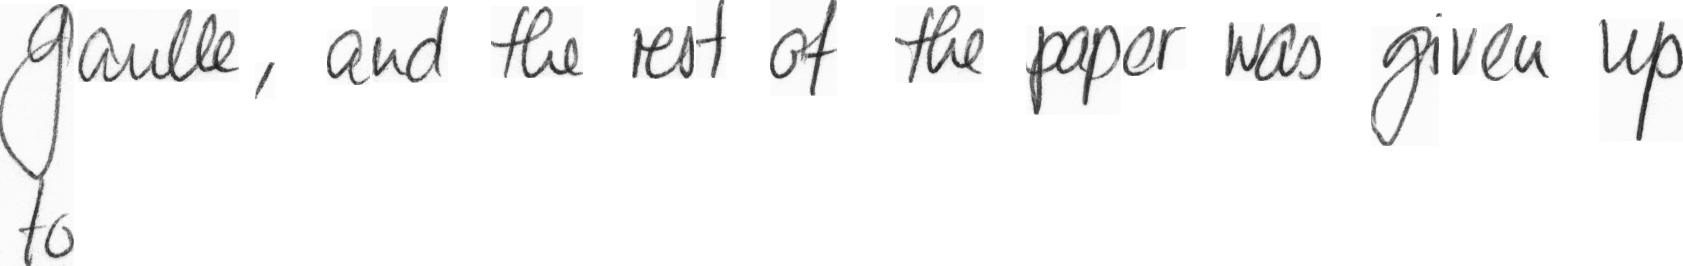 gaulle, and the rest of the paper was given up
to